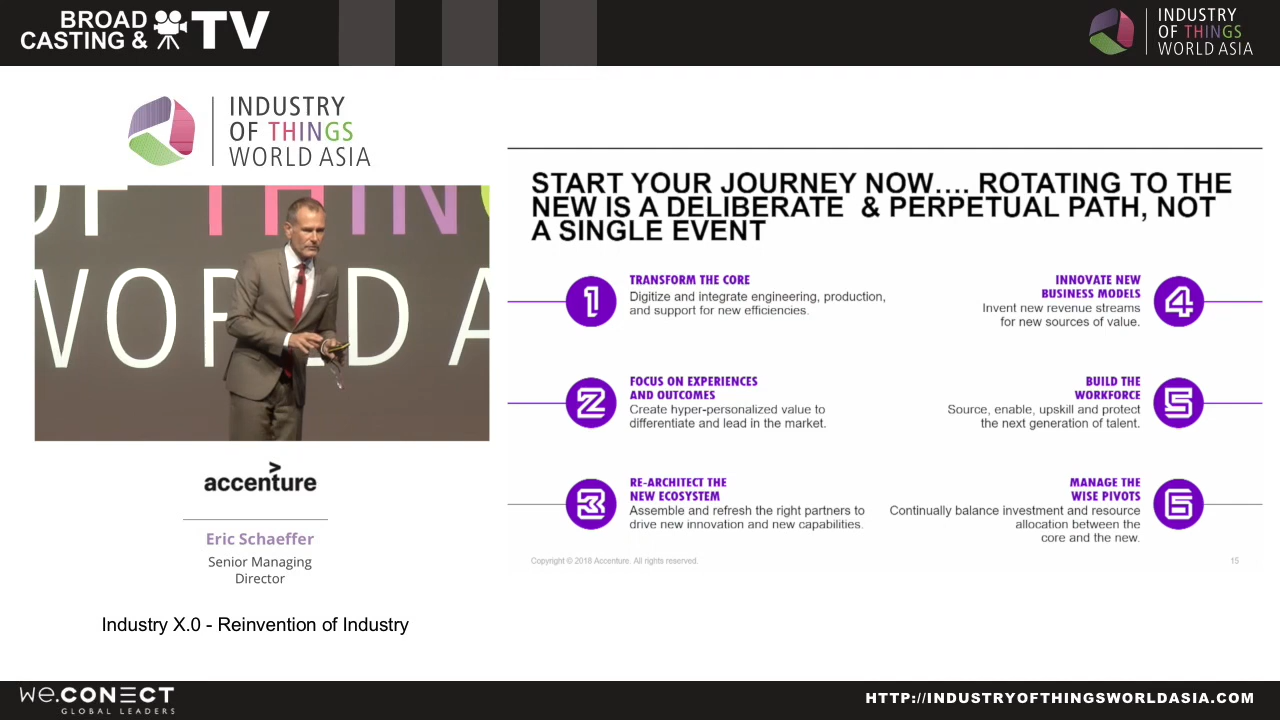 BROAD
CASTING &
TV
INDUSTRY
OF THINGS
WORLD ASIA
INDUSTRY
OF THINGS
WORLD ASIA
OF THIN
WORLD A
accenture
Eric Schaeffer
Senior Managing
Director
Industry X.0 - Reinvention of Industry
START YOUR JOURNEY NOW.... ROTATING TO THE
NEW IS A DELIBERATE & PERPETUAL PATH, NOT
A SINGLE EVENT
1
TRANSFORM THE CORE
Digitize and integrate engineering, production,
and support for new efficiencies.
2
FOCUS ON EXPERIENCES
AND OUTCOMES
Create hyper-personalized value to
differentiate and lead in the market.
3
RE-ARCHITECT THE
NEW ECOSYSTEM
Assemble and refresh the right partners to
drive new innovation and new capabilities.
INNOVATE NEW
BUSINESS MODELS
Invent new revenue streams
for new sources of value.
4
BUILD THE
WORKFORCE
Source, enable, upskill and protect
the next generation of talent.
5
MANAGE THE
WISE PIVOTS
Continually balance investment and resource
allocation between the
core and the new.
6
Copyright © 2018 Accenture. All rights reserved.
15
we.CONECT
GLOBAL LEADERS
HTTP://INDUSTRYOFTHINGSWORLDASIA.COM